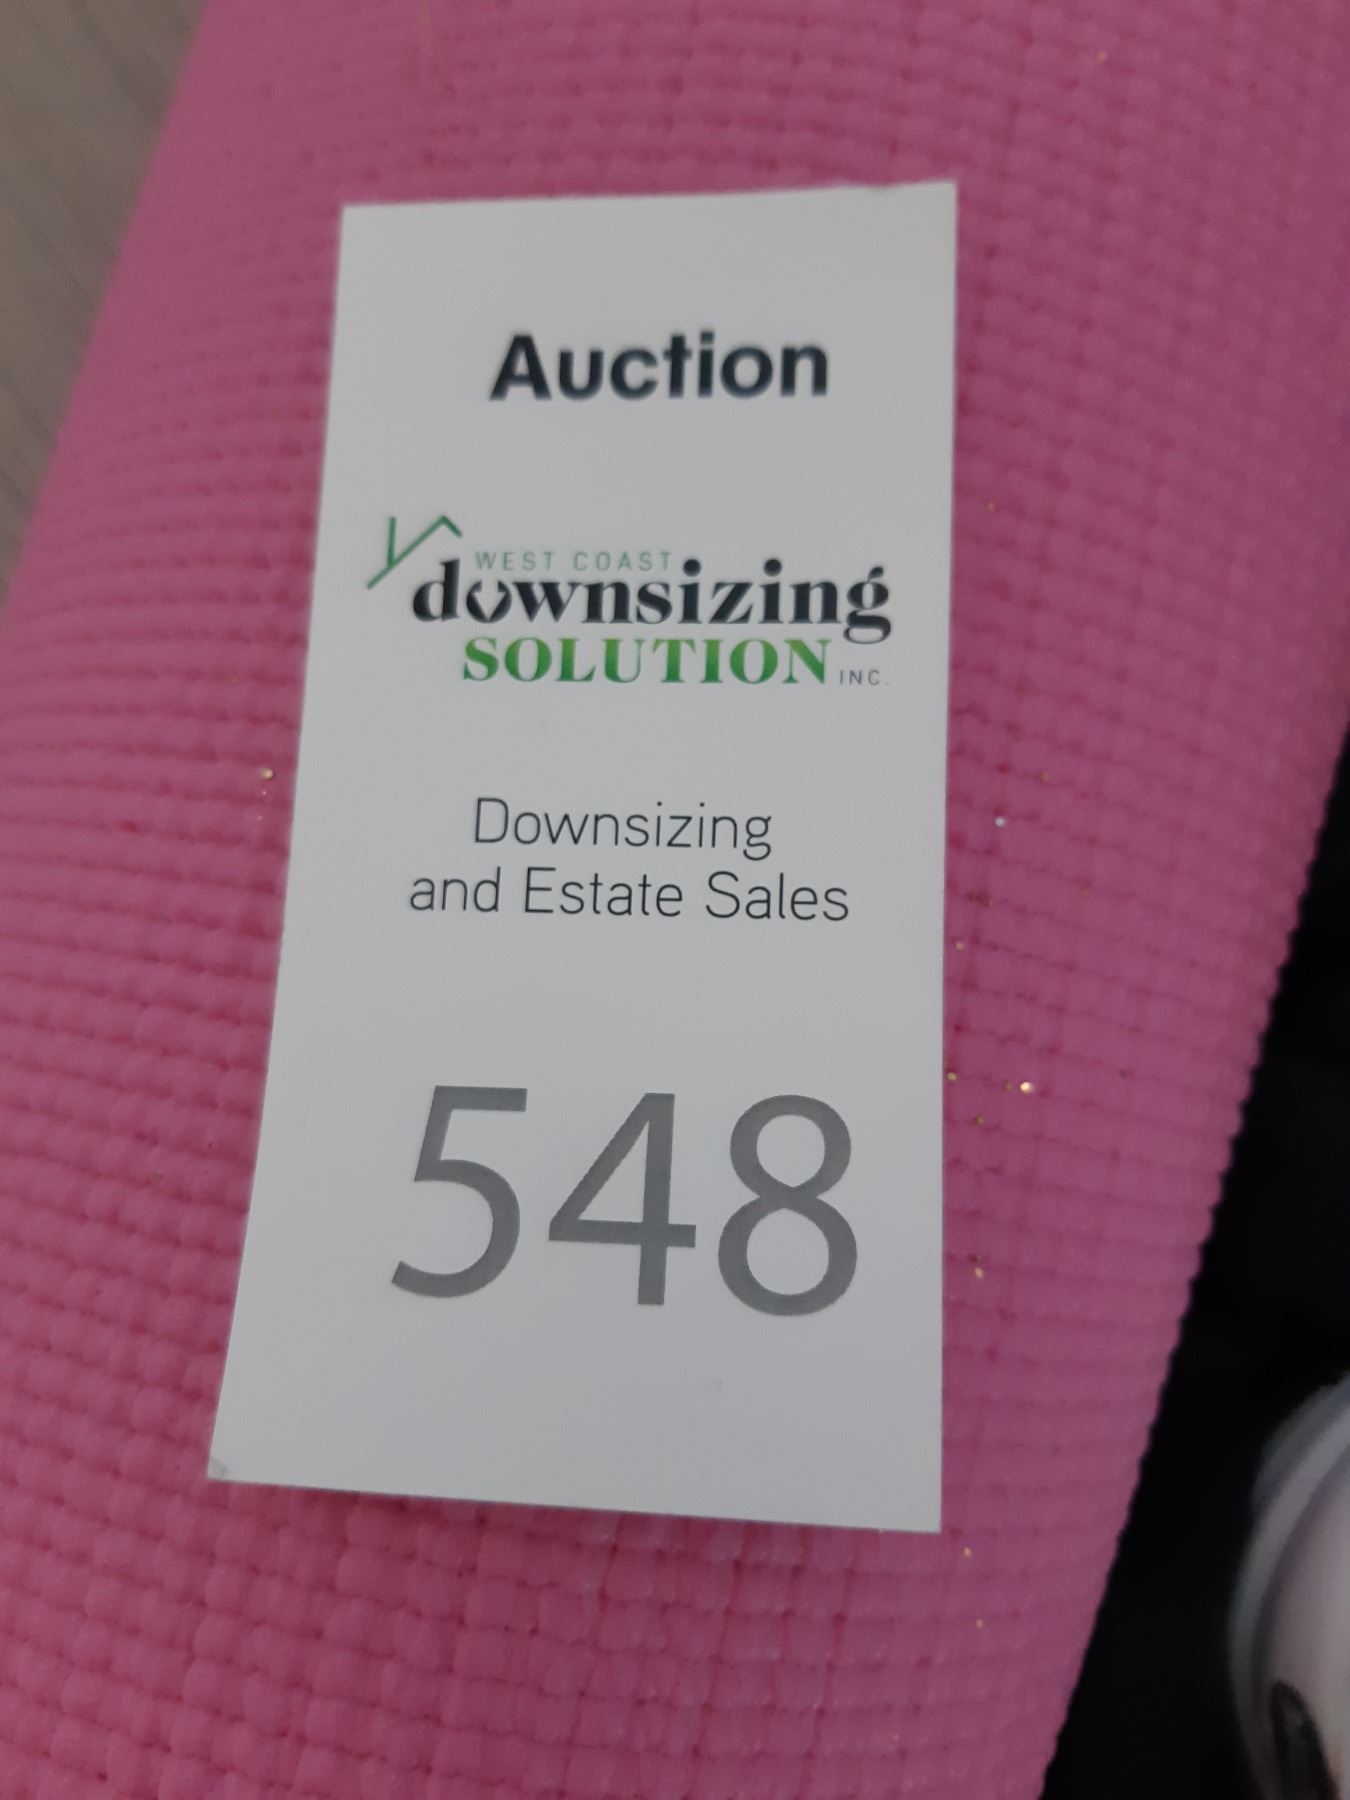 Auction
WEST COAST
downsizing
SOLUTION INC.
Downsizing
and Estate Sales
548